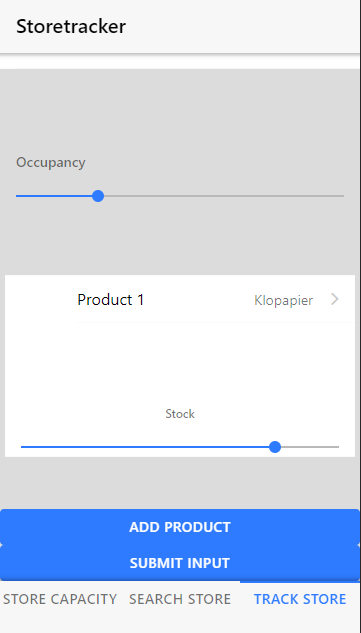 Storetracker
Occupancy
Product 1 Klopapier
Stock
ADD PRODUCT
SUBMIT INPUT
STORE CAPACITY SEARCH STORE TRACK STORE